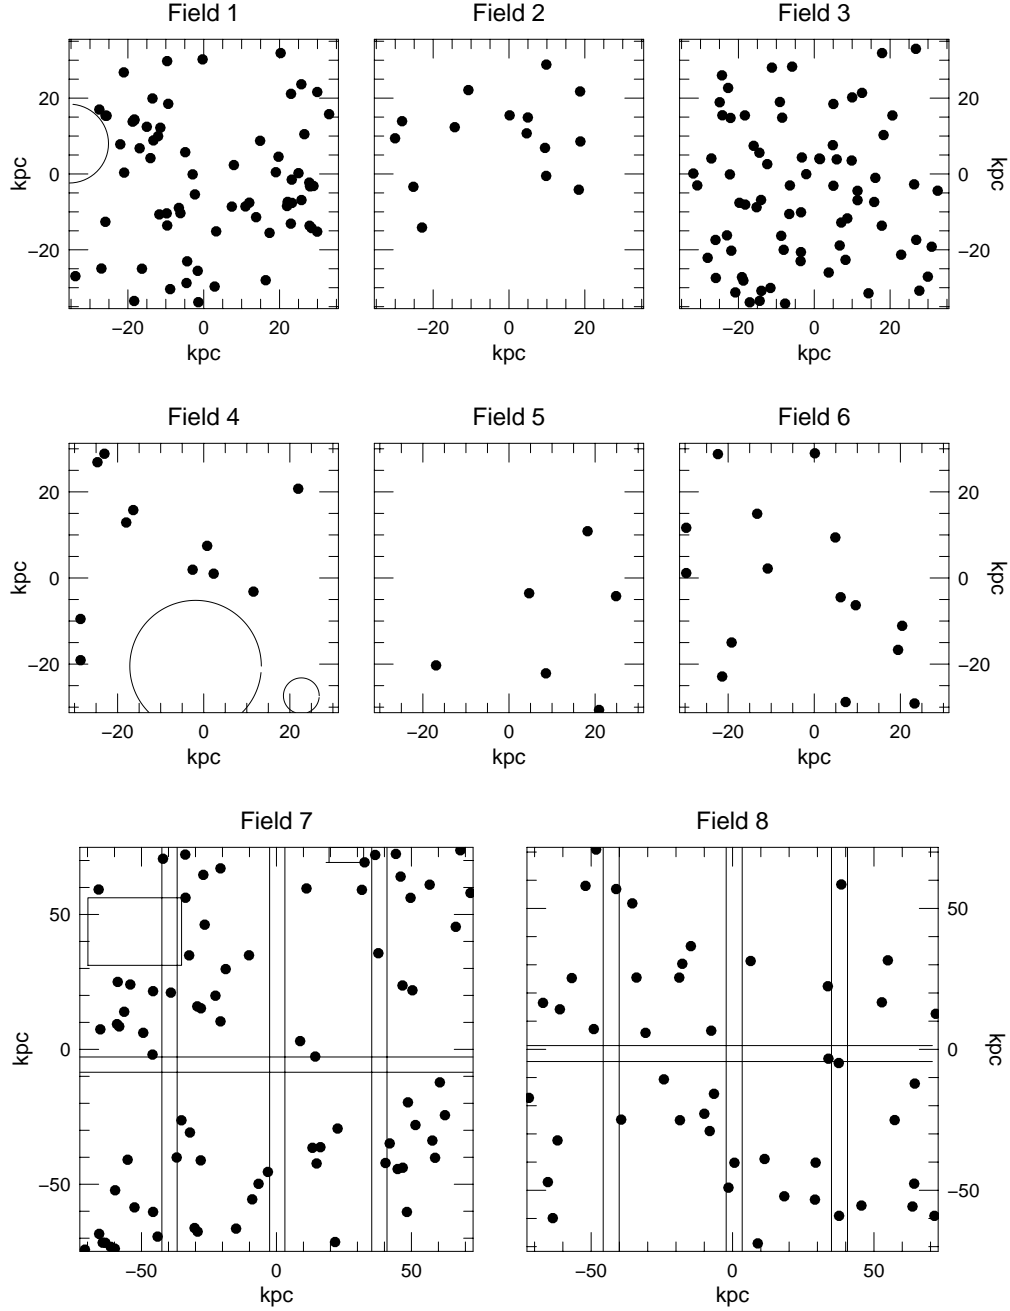 Field 1 Field 2 Field 3
20 20
kpc 0 0 kpc
−20 −20
−20 0 20 −20 0 20 −20 0 20
kpc kpc kpc
Field 4 Field 5 Field 6
20 20
kpc 0 0 kpc
−20 −20
−20 0 20 −20 0 20 −20 0 20
kpc kpc kpc
Field 7 Field 8
50 50
kpc 0 0 kpc
−50 −50
−50 0 50 −50 0 50
kpc kpc